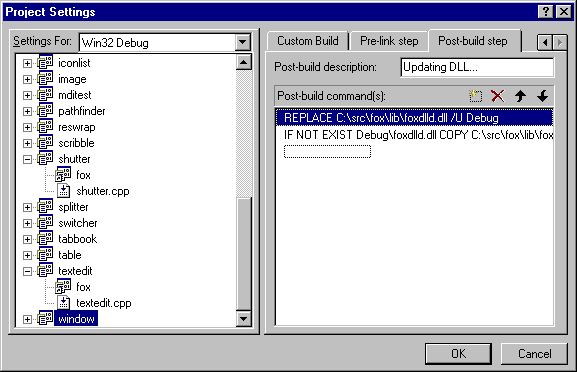 Project Settings
Settings For: Win32 Debug
iconlist
image
mditest
pathfinder
reswrap
scribble
shutter
fox
shutter.cpp
splitter
switcher
tabbook
table
textedit
fox
textedit.cpp
window
Custom Build Pre-link step Post-build step
Post-build description: Updating DLL...
Post-build command(s):
REPLACE C:\src\fox\lib\foxdlld.dll /U Debug
IF NOT EXIST Debug\foxdlld.dll COPY C:\src\fox\lib\fox
OK Cancel